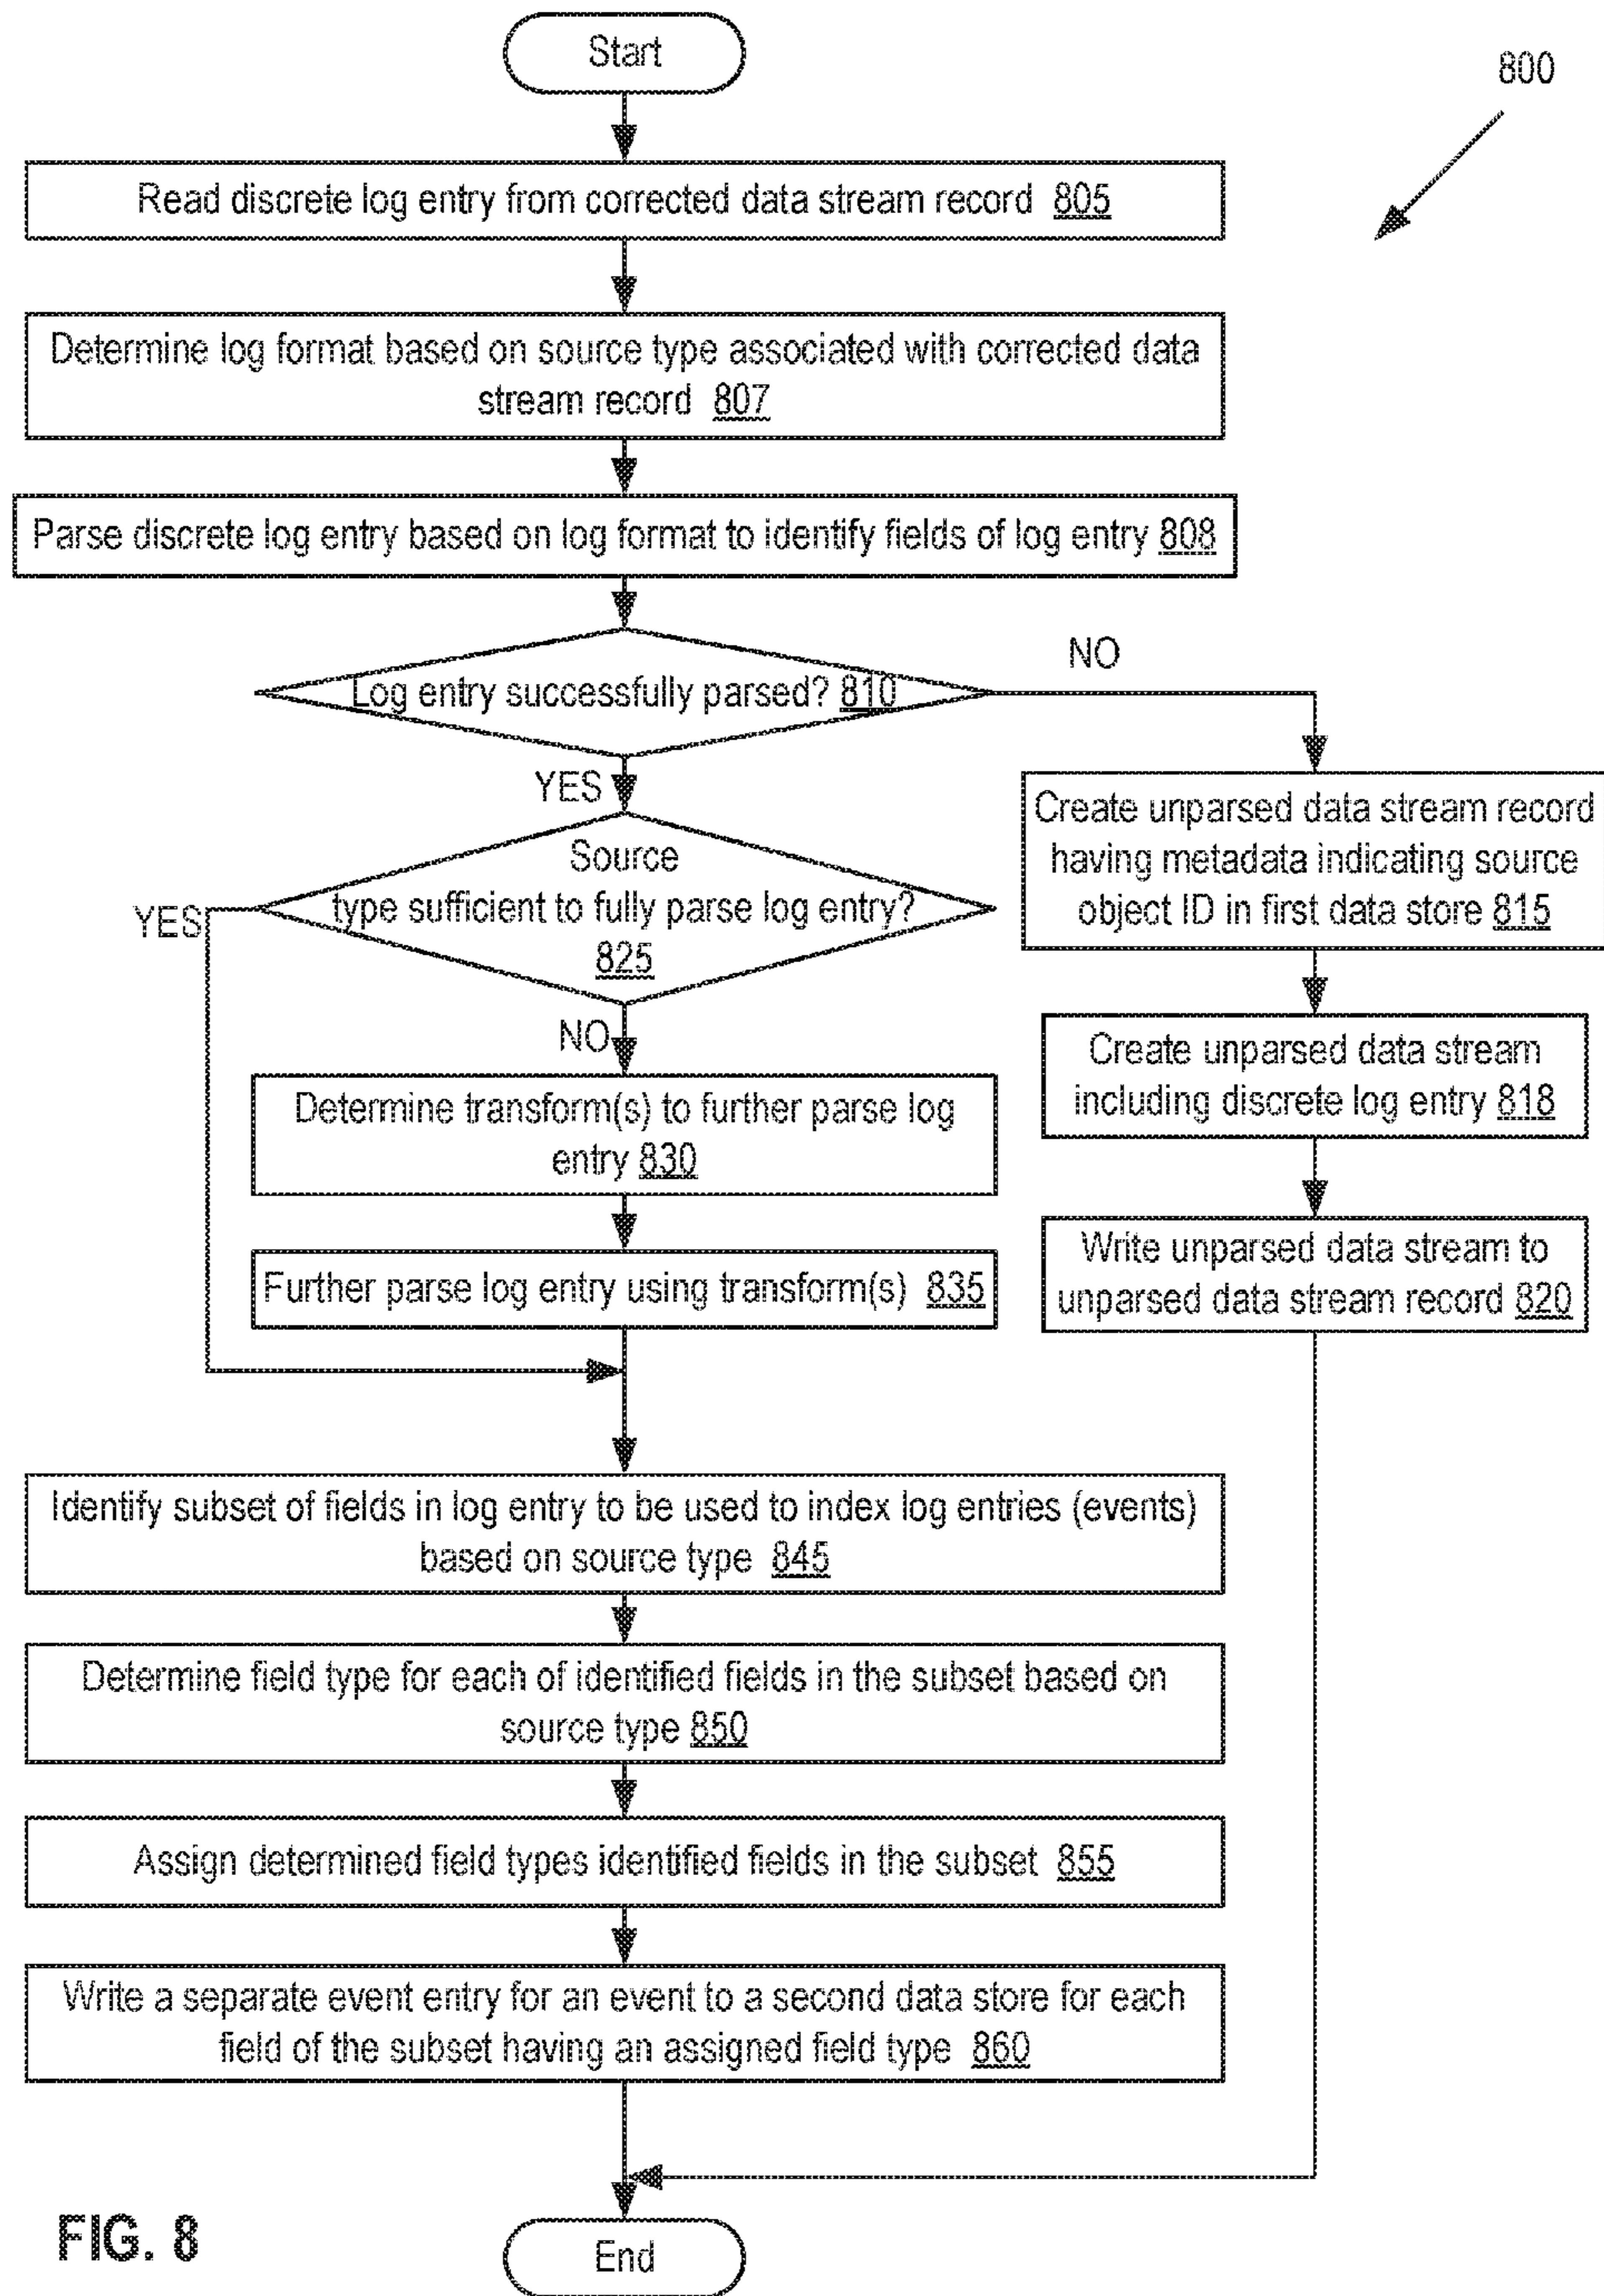 Start
800
Read discrete log entry from corrected data stream record 805
Determine log format based on source type associated with corrected data
stream record 807
Parse discrete log entry based on log format to identify fields of log entry 808
Log entry successfully parsed? 810
NO
YES
Source
type sufficient to fully parse log entry?
825
YES
NO
Create unparsed data stream record
having metadata indicating source
object ID in first data store 815
Create unparsed data stream
including discrete log entry 818
Write unparsed data stream to
unparsed data stream record 820
Determine transform(s) to further parse log
entry 830
Further parse log entry using transform(s) 835
Identify subset of fields in log entry to be used to index log entries (events)
based on source type 845
Determine field type for each of identified fields in the subset based on
source type 850
Assign determined field types identified fields in the subset 855
Write a separate event entry for an event to a second data store for each
field of the subset having an assigned field type 860
End
FIG. 8